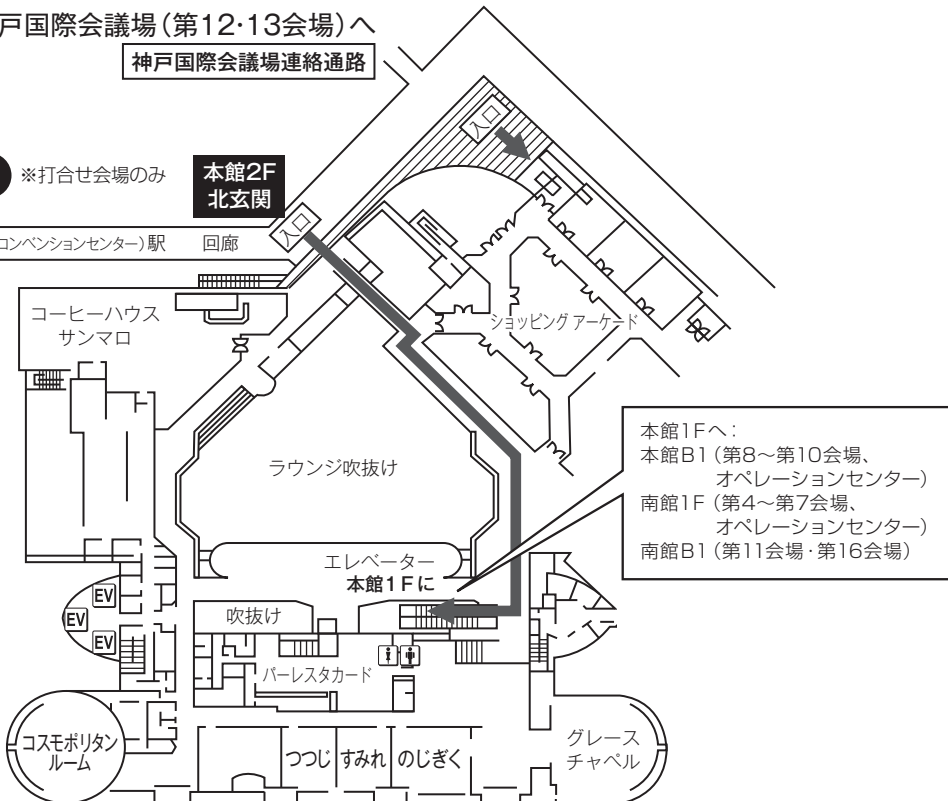 戸国際会議場(第12・13会場)へ
神戸国際会議場連絡通路
入口
※打合せ会場のみ
本館2F
北玄関
コンベンションセンター)駅
回廊
入口
コーヒーハウス
サンマロ
ショッピング アーケード
ラウンジ吹抜け
本館1Fへ:
本館B1(第8～第10会場、
オペレーションセンター)
南館1F(第4～第7会場、
オペレーションセンター)
南館B1(第11会場・第16会場)
エレベーター
本館1Fに
EV
EV
EV
吹抜け
パーレスタカード
コスモポリタン
ルーム
つつじ
すみれ
のじぎく
グレース
チャペル